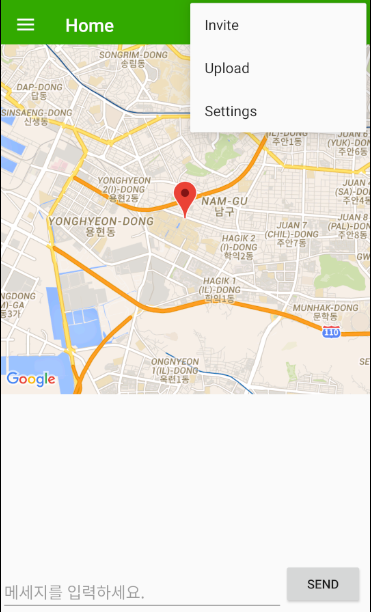 Home
Invite
Upload
Settings
SONGRIM-DONG
송림동
DAP-DONG
답동
SINSAENG-DONG
신생동
JUAN 6
(YUK)-DONG
주안6동
주안1동
YONGHYEON
2(I)-DONG
용현2동
NAM-GU
남구
JUAN 4
(SA)-DONG
주안4동
YONGHYEON-DONG
용현동
JUAN 7
(CHIL)-DONG
주안7동
JUAN 8
(PAL)-DONG
주안8동
HAGIK 2
(I)-DONG
학익2동
HAGIK 1
(IL)-DONG
학익1동
MUNHAK-DONG
문학동
110
ONGNYEON
1(IL)-DONG
옥련1동
Google
메세지를 입력하세요.
SEND